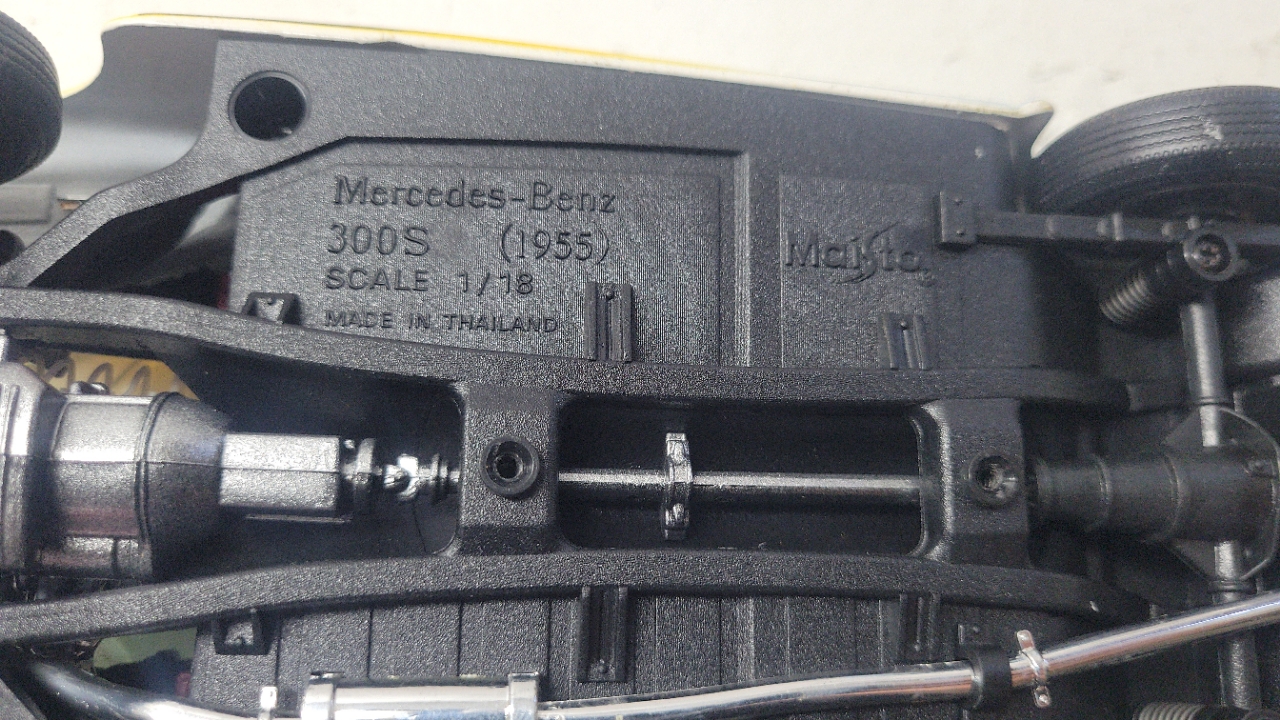 Mercedes-Benz
300S (1955)
SCALE 1/18
MADE IN THAILAND
Maisto